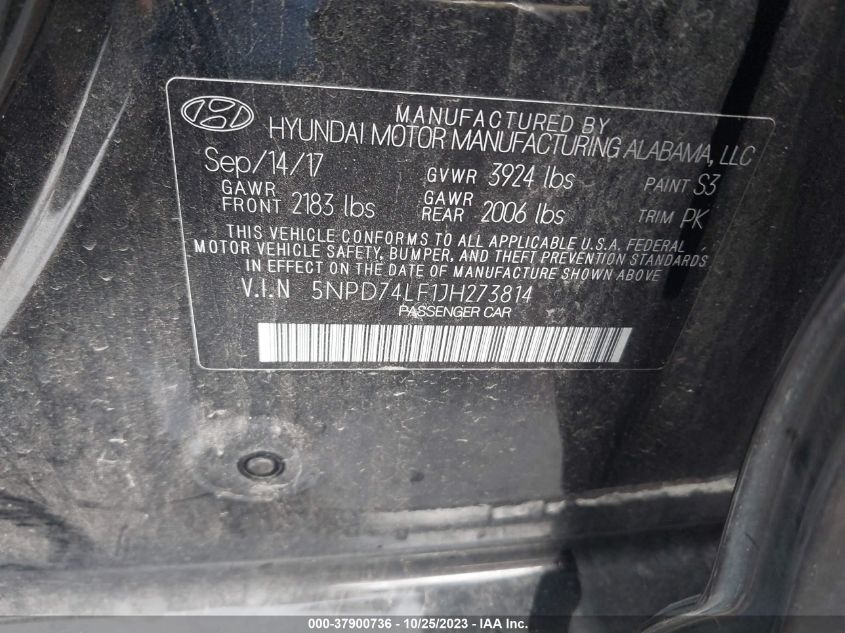 MANUFACTURED BY
HYUNDAI MOTOR MANUFACTURING ALABAMA, LLC
Sep/14/17 GVWR 3924 lbs PAINT S3
GAWR FRONT 2183 lbs GAWR REAR 2006 lbs TRIM PK
THIS VEHICLE CONFORMS TO ALL APPLICABLE U.S.A. FEDERAL
MOTOR VEHICLE SAFETY, BUMPER, AND THEFT PREVENTION STANDARDS
IN EFFECT ON THE DATE OF MANUFACTURE SHOWN ABOVE.
V.I.N 5NPD74LF1JH273814
PASSENGER CAR
000-37900736 - 10/25/2023 - IAA Inc.